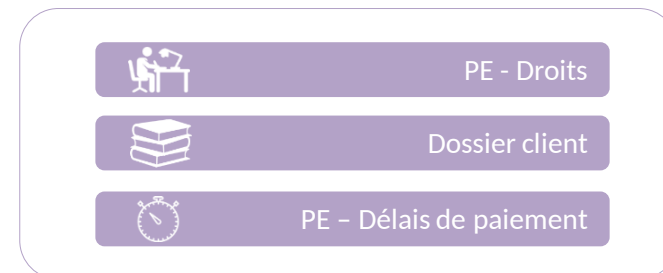 PE - Droits
Dossier client
PE – Délais de paiement